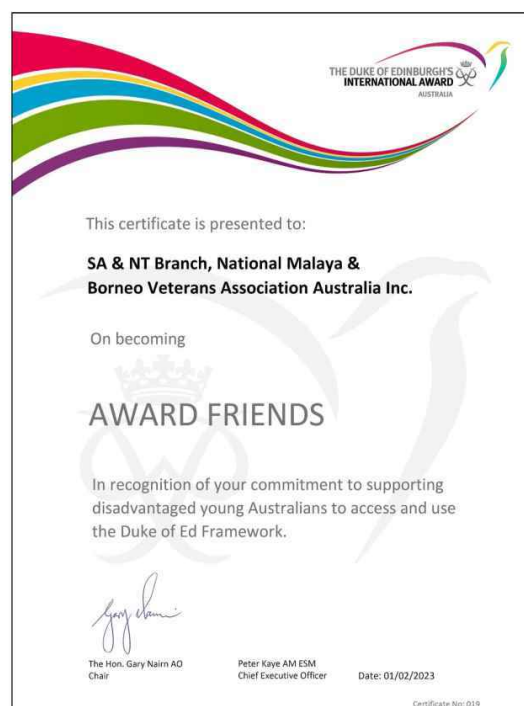 THE DUKE OF EDINBURGH'S
INTERNATIONAL AWARD
AUSTRALIA
This certificate is presented to:
SA & NT Branch, National Malaya &
Borneo Veterans Association Australia Inc.
On becoming
AWARD FRIENDS
In recognition of your commitment to supporting
disadvantaged young Australians to access and use
the Duke of Ed Framework.
The Hon. Gary Nairn AO
Chair
Peter Kaye AM ESM
Chief Executive Officer
Date: 01/02/2023
Certificate No: 019